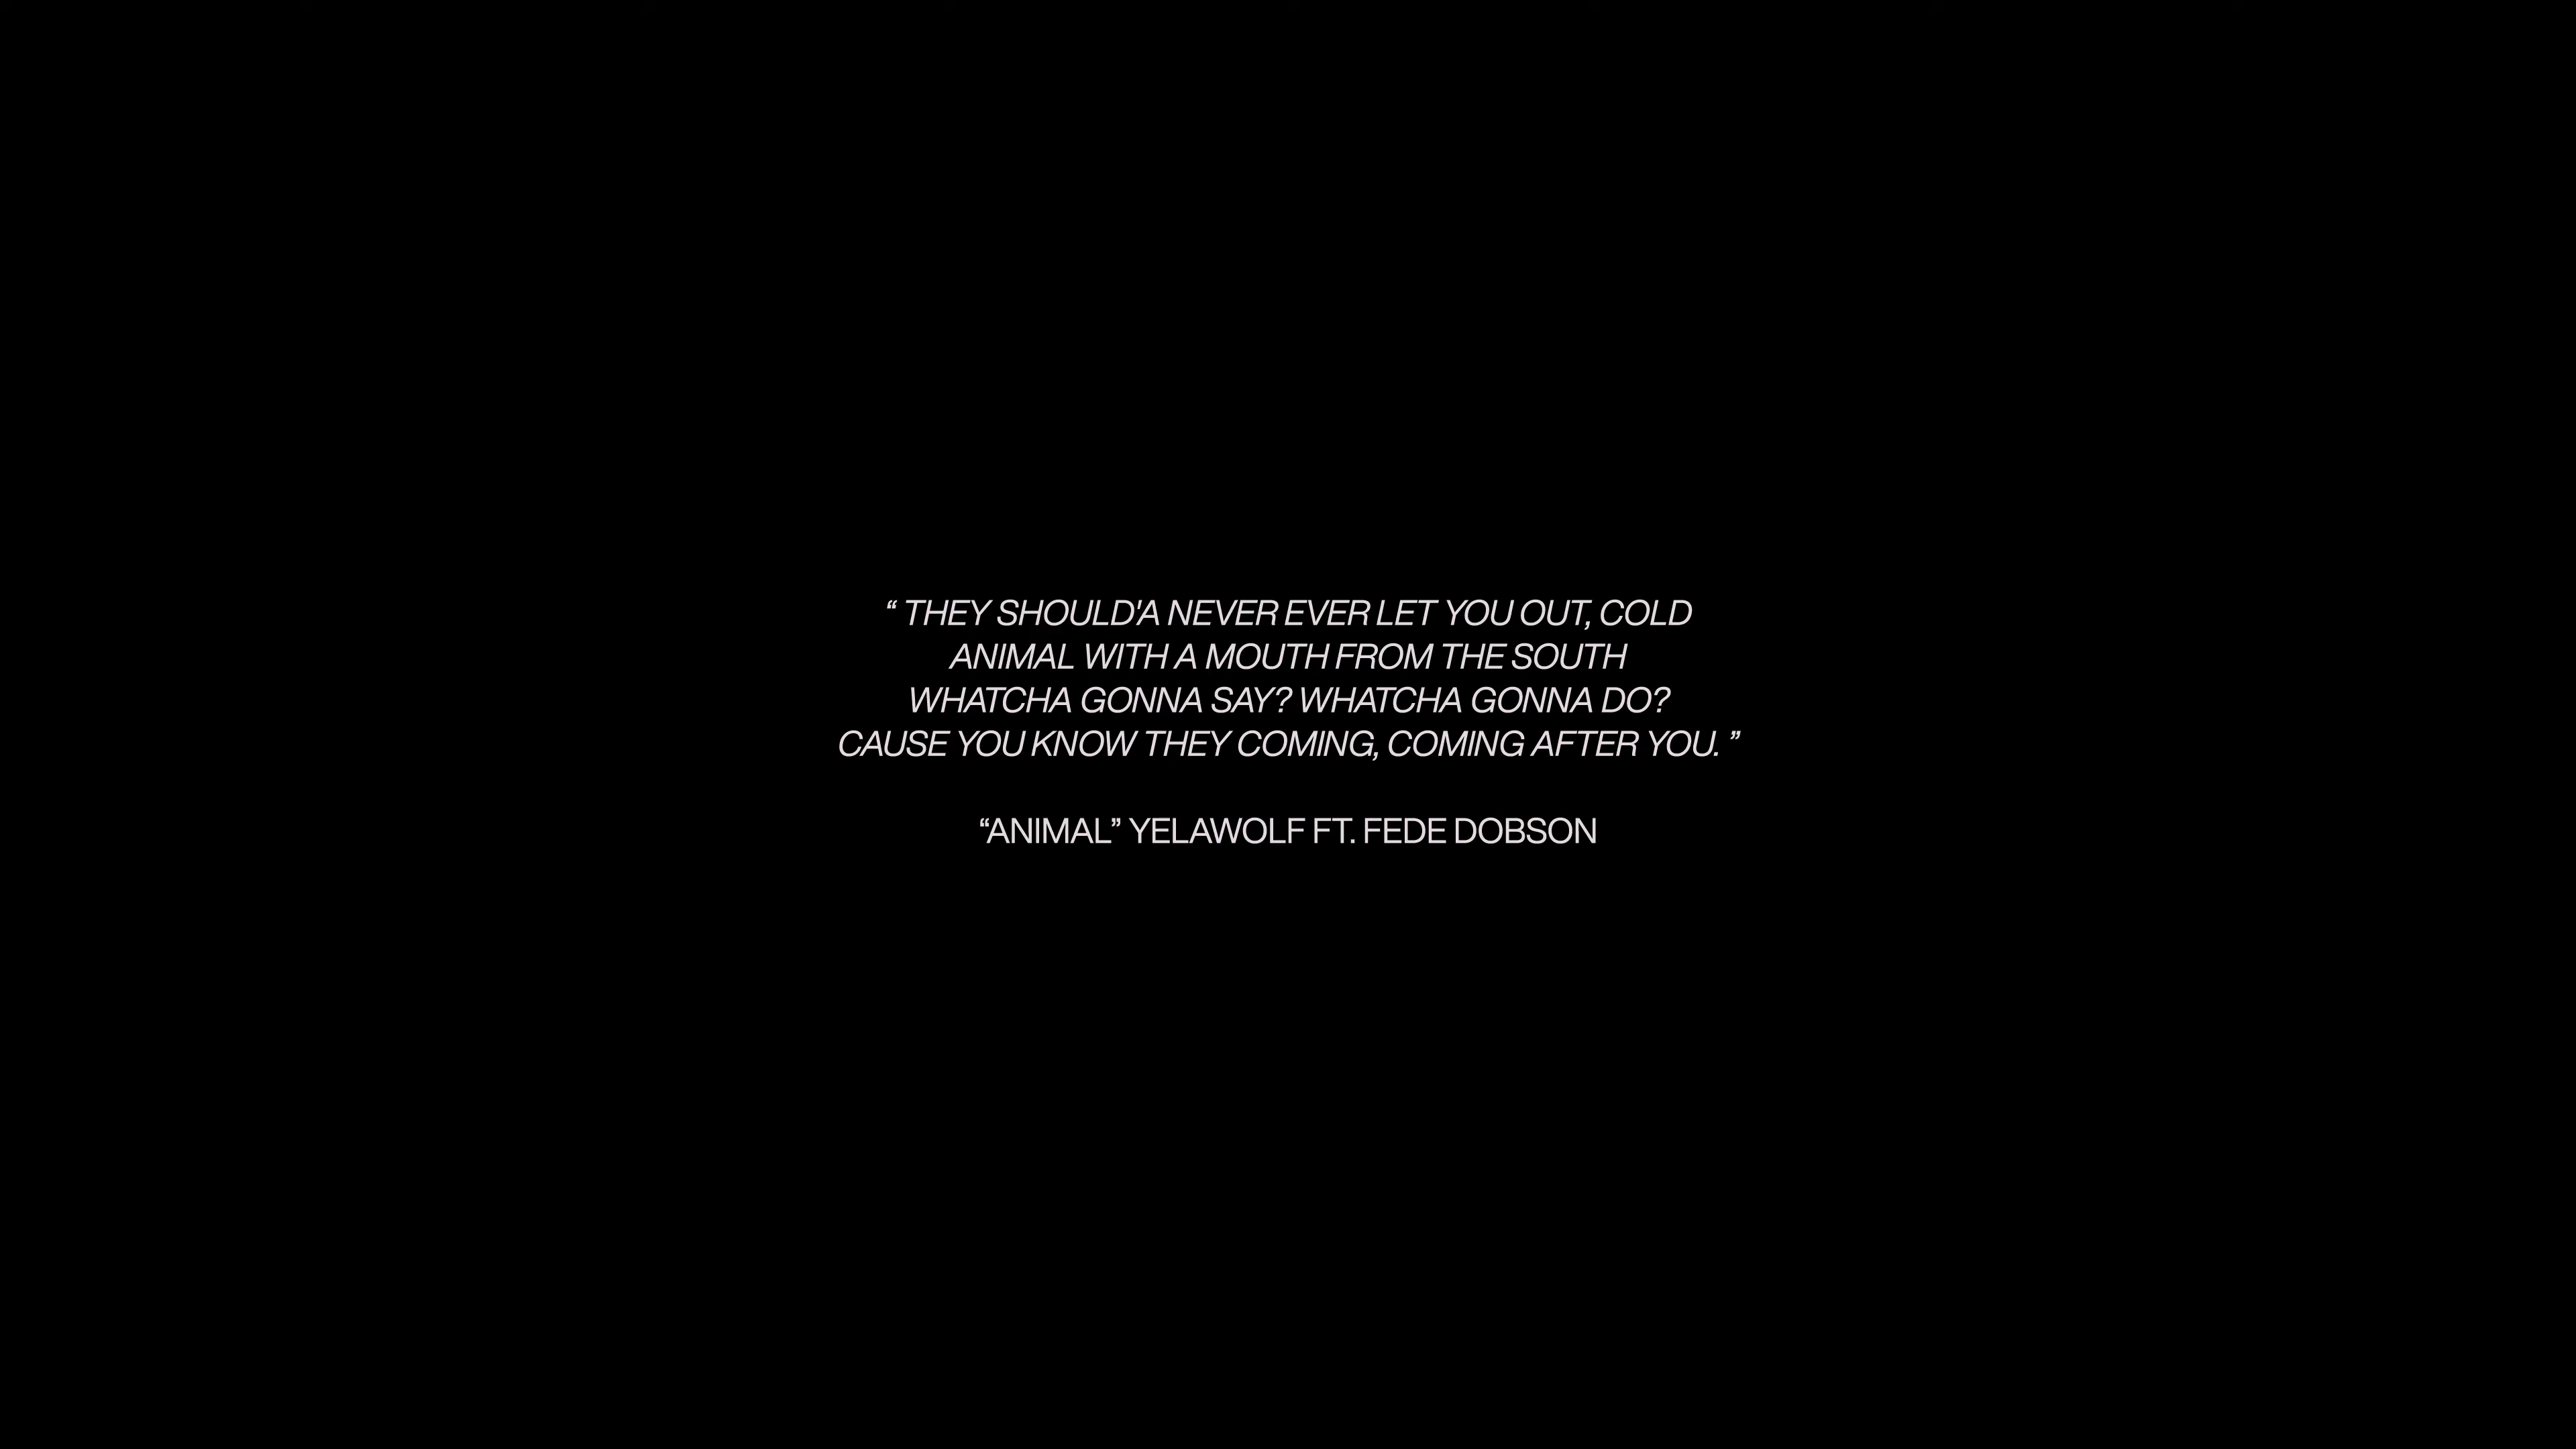 “ THEY SHOULD'A NEVER EVER LET YOU OUT, COLD
ANIMAL WITH A MOUTH FROM THE SOUTH
WHATCHA GONNA SAY? WHATCHA GONNA DO?
CAUSE YOU KNOW THEY COMING, COMING AFTER YOU. ”
“ANIMAL” YELAWOLF FT. FEDE DOBSON